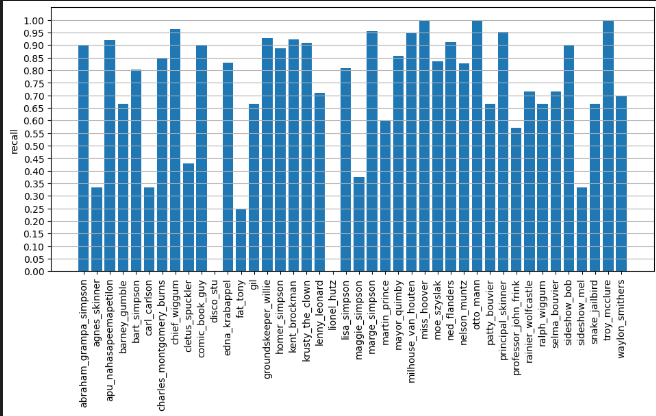 recall
1.00
0.95
0.90
0.85
0.80
0.75
0.70
0.65
0.60
0.55
0.50
0.45
0.40
0.35
0.30
0.25
0.20
0.15
0.10
0.05
0.00
abraham_grampa_simpson
agnes_skinner
apu_nahasapeemapetilon
barney_gumble
bart_simpson
carl_carlson
charles_montgomery_burns
chief_wiggum
cletus_spuckler
comic_book_guy
disco_stu
edna_krabappel
fat_tony
gil
groundskeeper_willie
homer_simpson
kent_brockman
krusty_the_clown
lenny_leonard
lionel_hutz
lisa_simpson
maggie_simpson
marge_simpson
martin_prince
mayor_quimby
milhouse_van_houten
miss_hoover
moe_szyslak
ned_flanders
nelson_muntz
otto_mann
patty_bouvier
principal_skinner
professor_john_frink
rainier_wolfcastle
ralph_wiggum
selma_bouvier
sideshow_bob
sideshow_mel
snake_jailbird
troy_mcclure
waylon_smithers